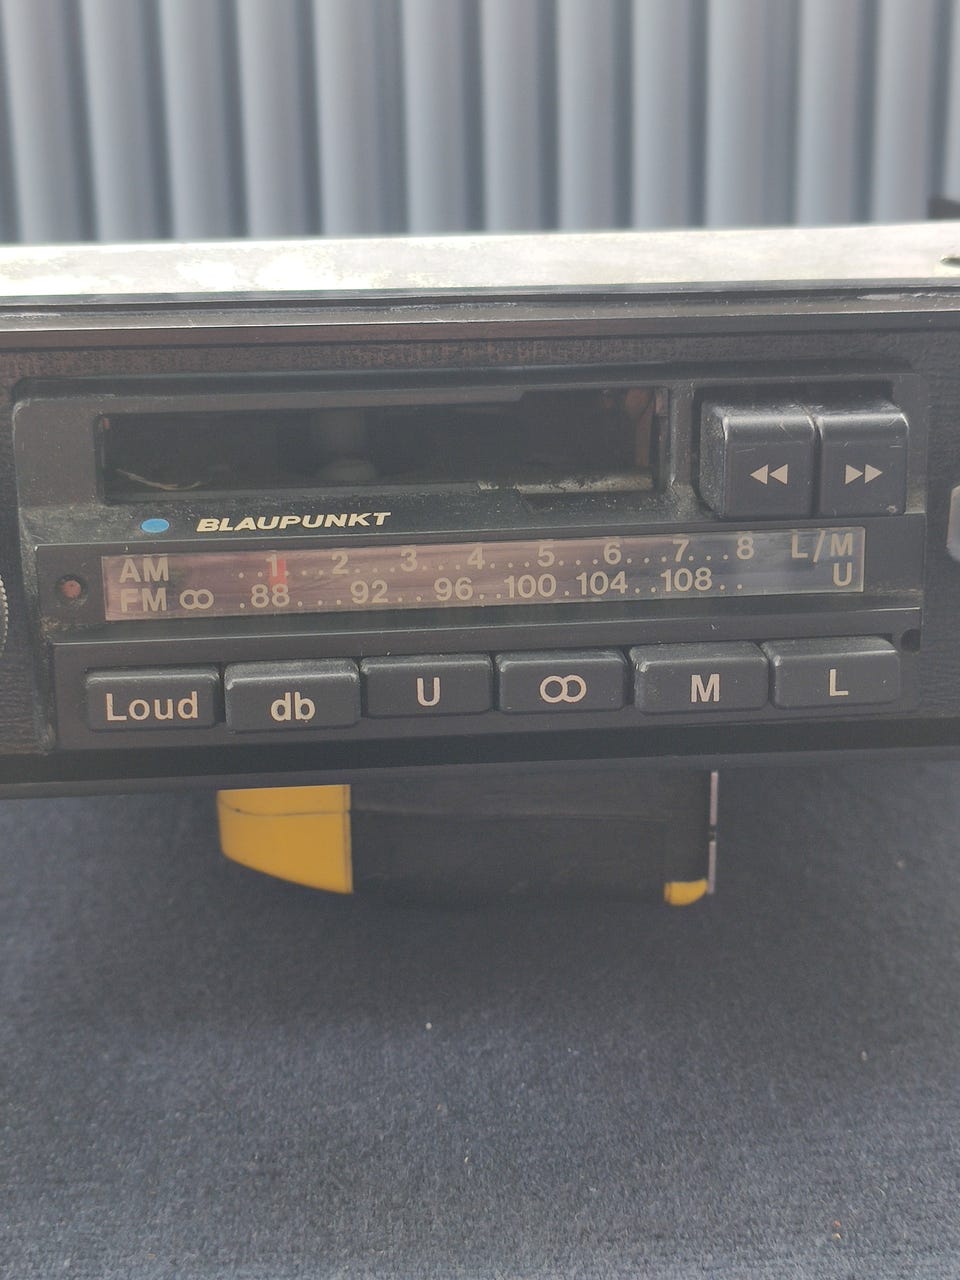 BLAUPUNKT
AM ..1...2...3...4...5...6...7...8 L/M
FM ꝏ .88...92...96..100.104..108.. U
Loud db U ꝏ M L